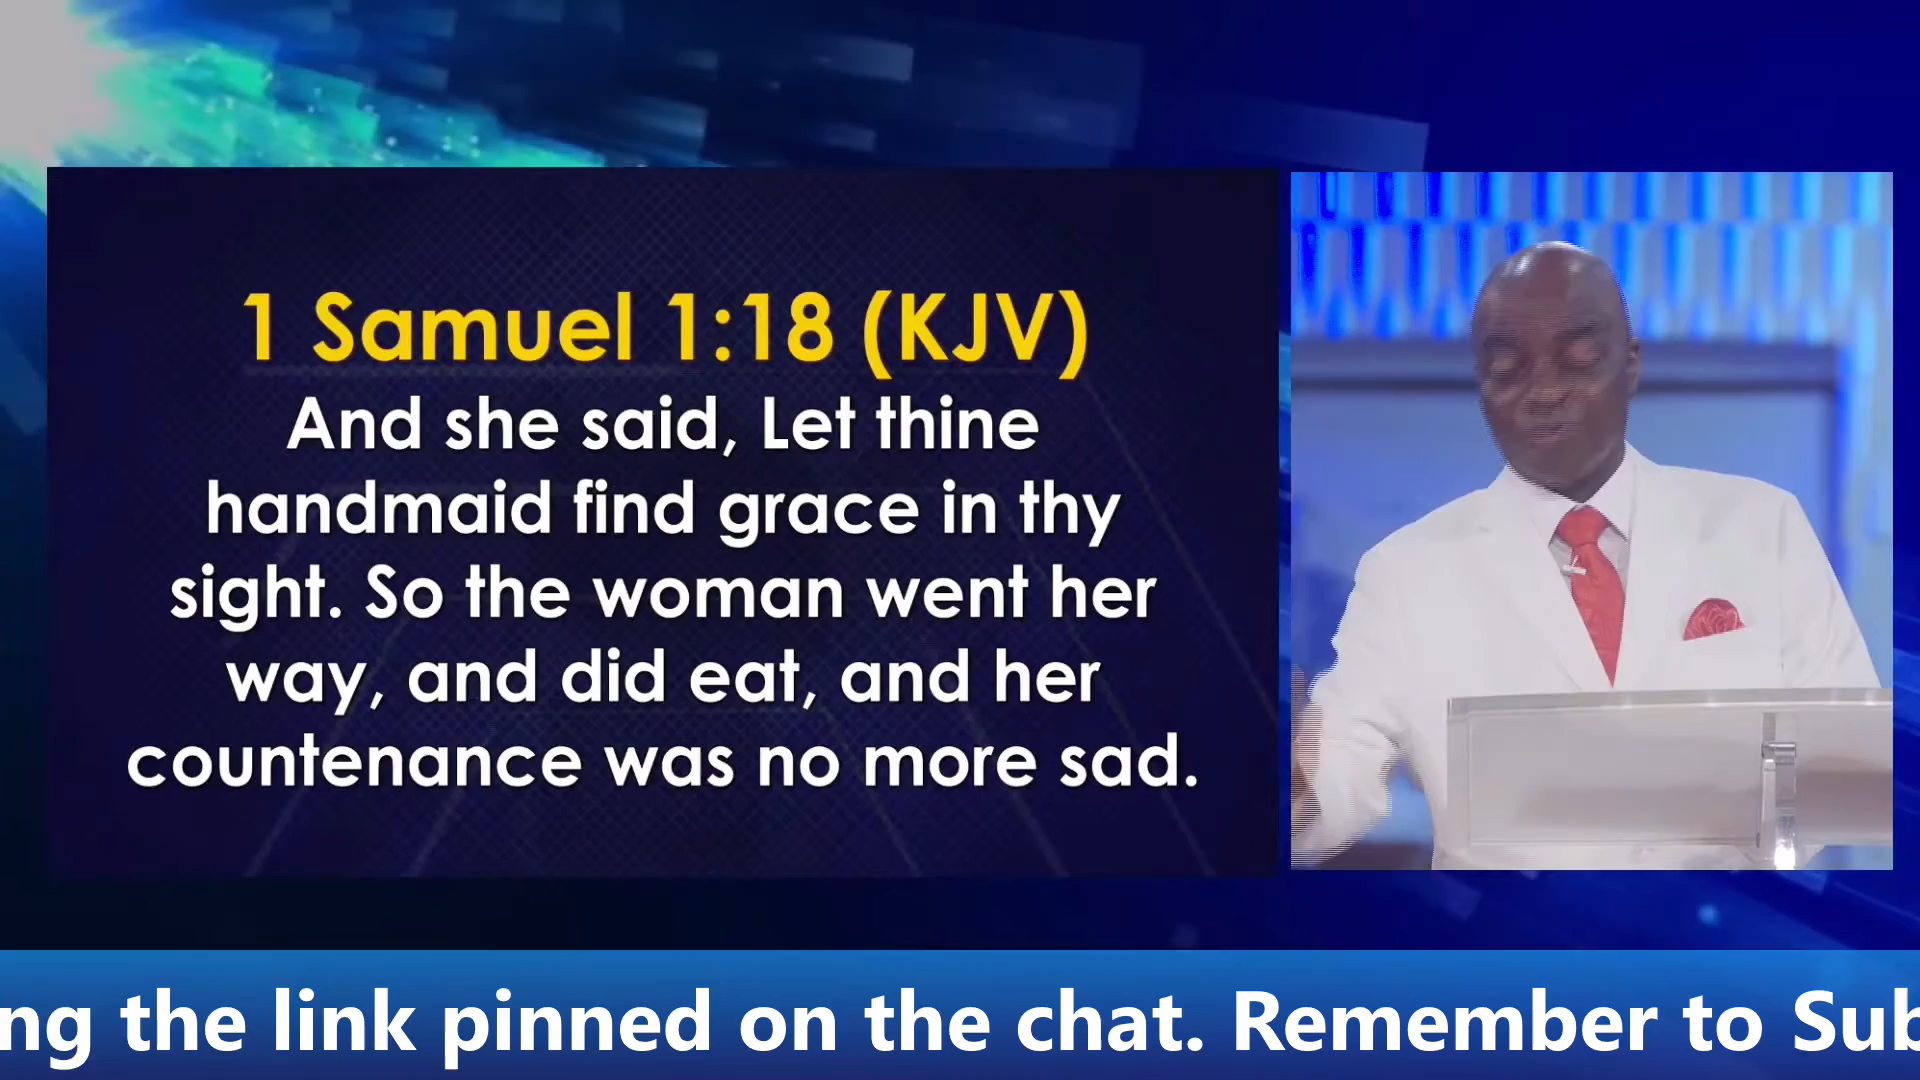 1 Samuel 1:18 (KJV)
And she said, Let thine
handmaid find grace in thy
sight. So the woman went her
way, and did eat, and her
countenance was no more sad.
ng the link pinned on the chat. Remember to Sub